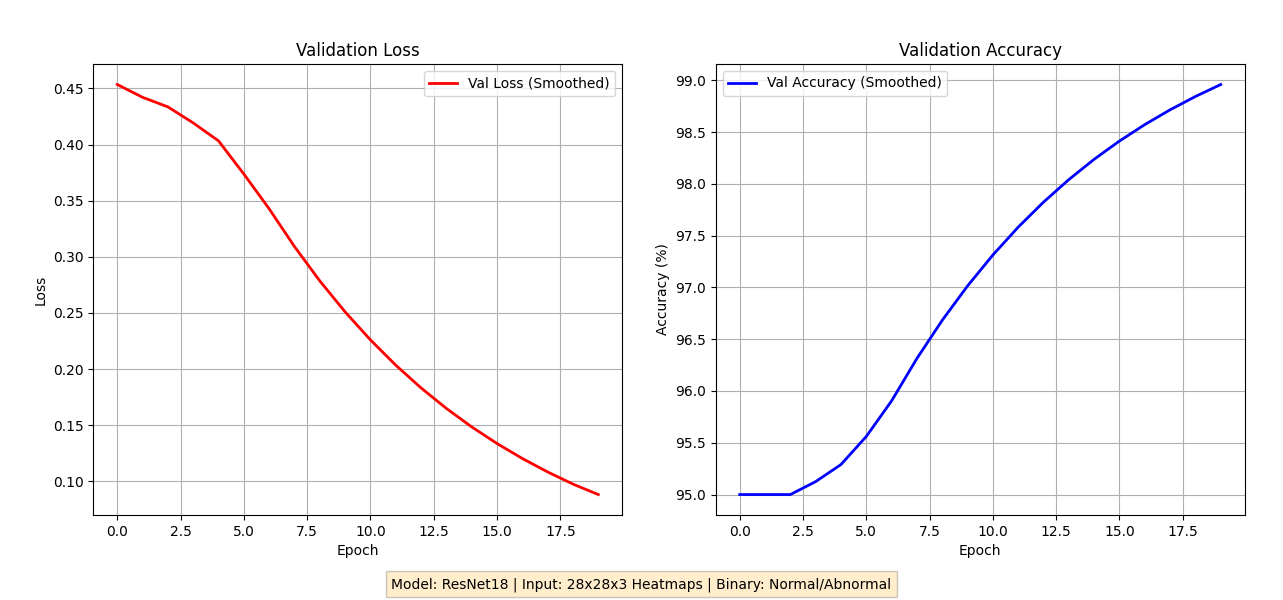 Validation Loss
Val Loss (Smoothed)
0.45
0.40
0.35
0.30
0.25
0.20
0.15
0.10
Loss
0.0 2.5 5.0 7.5 10.0 12.5 15.0 17.5
Epoch
Validation Accuracy
Val Accuracy (Smoothed)
99.0
98.5
98.0
97.5
97.0
96.5
96.0
95.5
95.0
Accuracy (%)
0.0 2.5 5.0 7.5 10.0 12.5 15.0 17.5
Epoch
Model: ResNet18 | Input: 28x28x3 Heatmaps | Binary: Normal/Abnormal